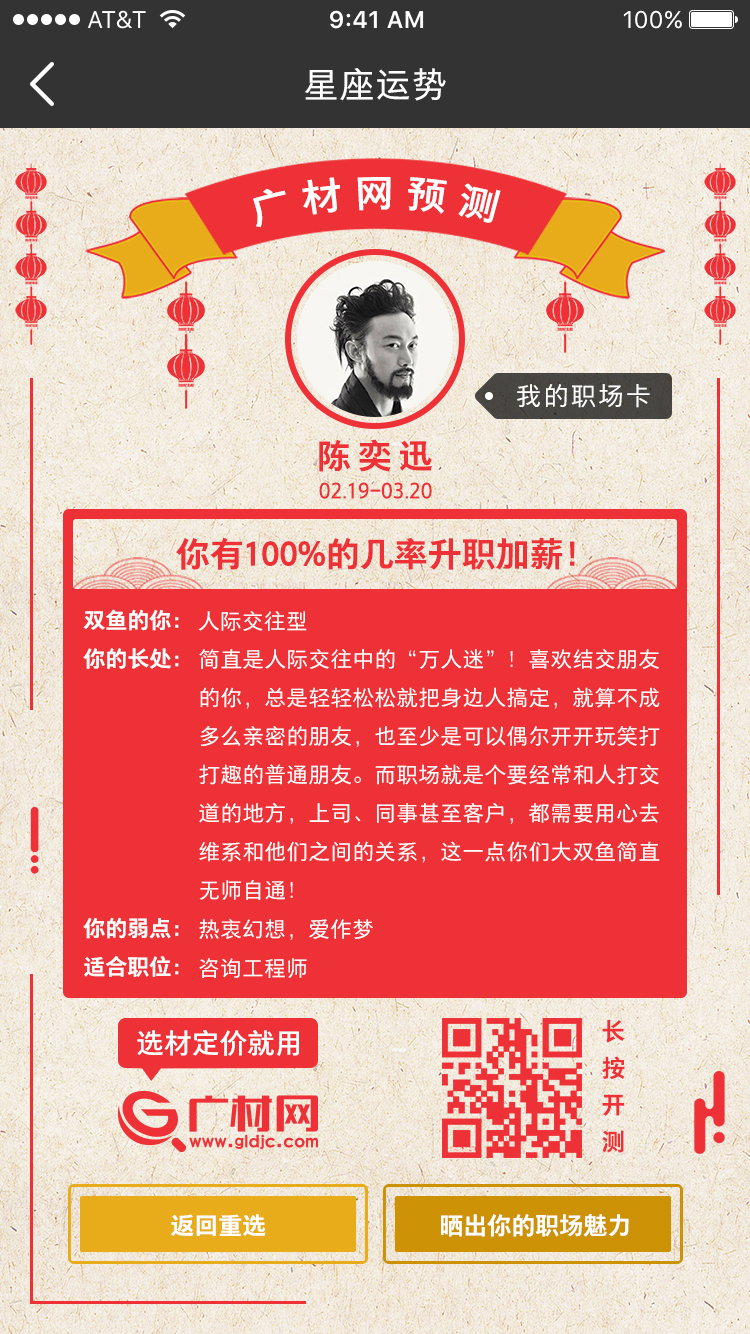 AT&T 9:41 AM 100%
星座运势
广材网预测
我的职场卡
陈奕迅
02.19-03.20
你有100%的几率升职加薪！
双鱼的你： 人际交往型
你的长处： 简直是人际交往中的“万人迷”！喜欢结交朋友
的你，总是轻轻松松就把身边人搞定，就算不成
多么亲密的朋友，也至少是可以偶尔开开玩笑打
打趣的普通朋友。而职场就是个要经常和人打交
道的地方，上司、同事甚至客户，都需要用心去
维系和他们之间的关系，这一点你们大双鱼简直
无师自通！
你的弱点： 热衷幻想，爱作梦
适合职位： 咨询工程师
选材定价就用
广材网
www.gldjc.com
长按开测
返回重选
晒出你的职场魅力